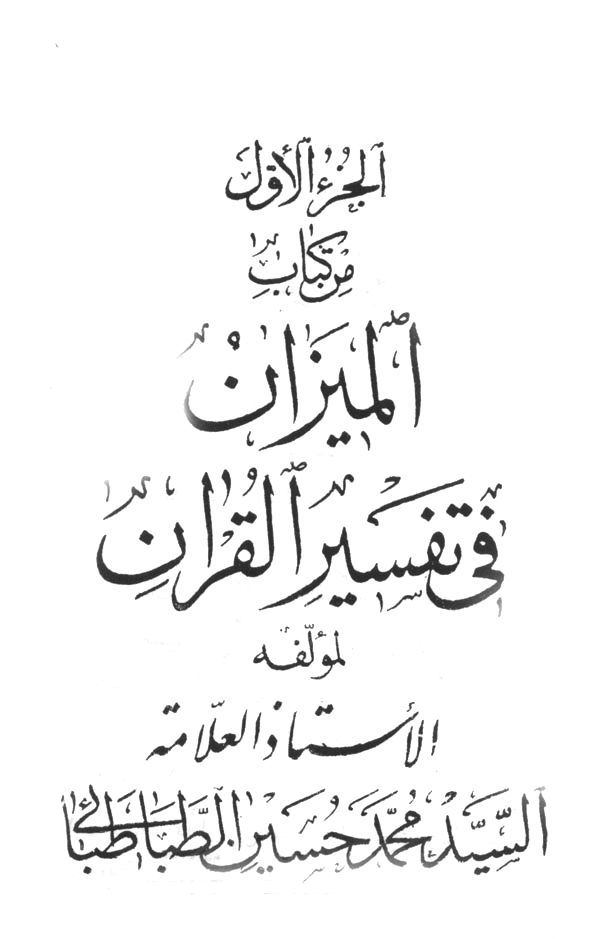 الجزء الأول
من كتاب
الميزان
في تفسير القرآن
لمؤلفه
الأستاذ العلامة
السيد محمد حسين الطباطبائي